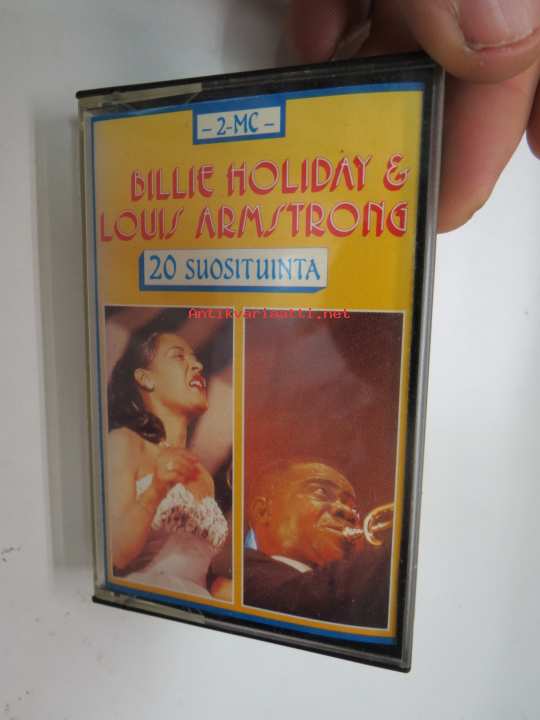 – 2-MC –
BILLIE HOLIDAY &
LOUIS ARMSTRONG
20 SUOSITUINTA
Antikvariaatti.net